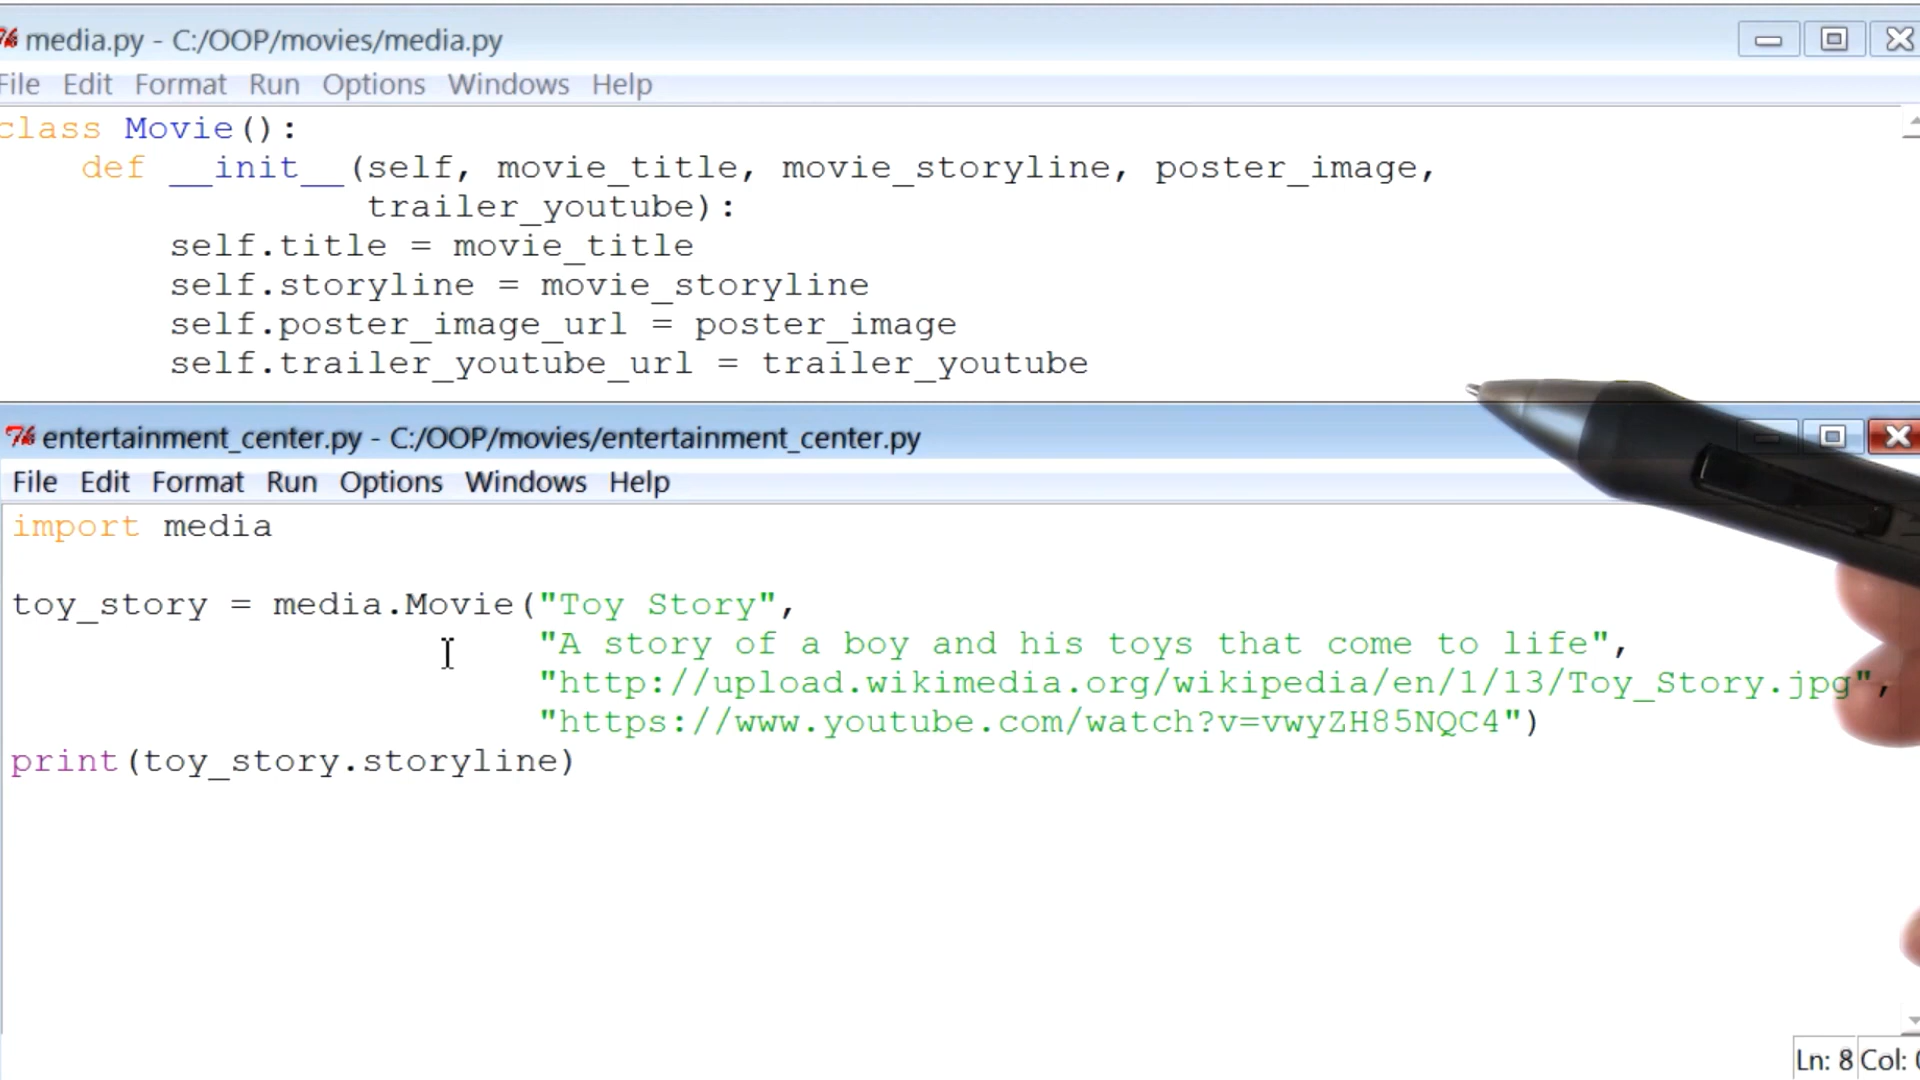 media.py - C:/OOP/movies/media.py
File Edit Format Run Options Windows Help
class Movie():
    def __init__(self, movie_title, movie_storyline, poster_image,
                 trailer_youtube):
        self.title = movie_title
        self.storyline = movie_storyline
        self.poster_image_url = poster_image
        self.trailer_youtube_url = trailer_youtube
entertainment_center.py - C:/OOP/movies/entertainment_center.py
File Edit Format Run Options Windows Help
import media
toy_story = media.Movie("Toy Story",
                        "A story of a boy and his toys that come to life",
                        "http://upload.wikimedia.org/wikipedia/en/1/13/Toy_Story.jpg",
                        "https://www.youtube.com/watch?v=vwyZH85NQC4")
print(toy_story.storyline)
Ln: 8 Col: 0